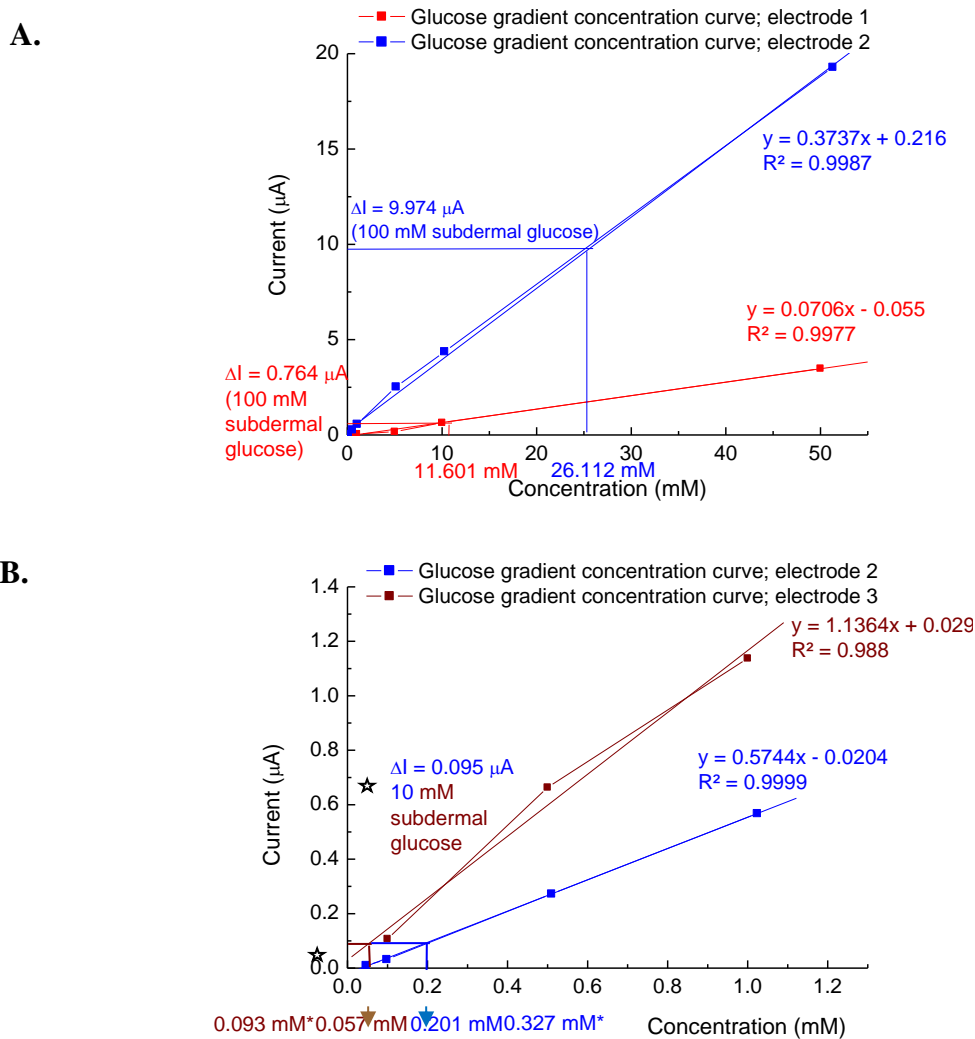 A.
Glucose gradient concentration curve; electrode 1
Glucose gradient concentration curve; electrode 2
20
15
10
5
0
Current (μA)
y = 0.3737x + 0.216
R² = 0.9987
ΔI = 9.974 μA
(100 mM subdermal glucose)
y = 0.0706x - 0.055
R² = 0.9977
ΔI = 0.764 μA
(100 mM
subdermal
glucose)
0 10 20 30 40 50
11.601 mM 26.112 mM
Concentration (mM)
B.
Glucose gradient concentration curve; electrode 2
Glucose gradient concentration curve; electrode 3
1.4
1.2
1.0
0.8
0.6
0.4
0.2
0.0
Current (μA)
y = 1.1364x + 0.029
R² = 0.988
ΔI = 0.095 μA
10 mM
subdermal
glucose
y = 0.5744x - 0.0204
R² = 0.9999
0.0 0.2 0.4 0.6 0.8 1.0 1.2
0.093 mM* 0.057 mM 0.201 mM 0.327 mM*
Concentration (mM)